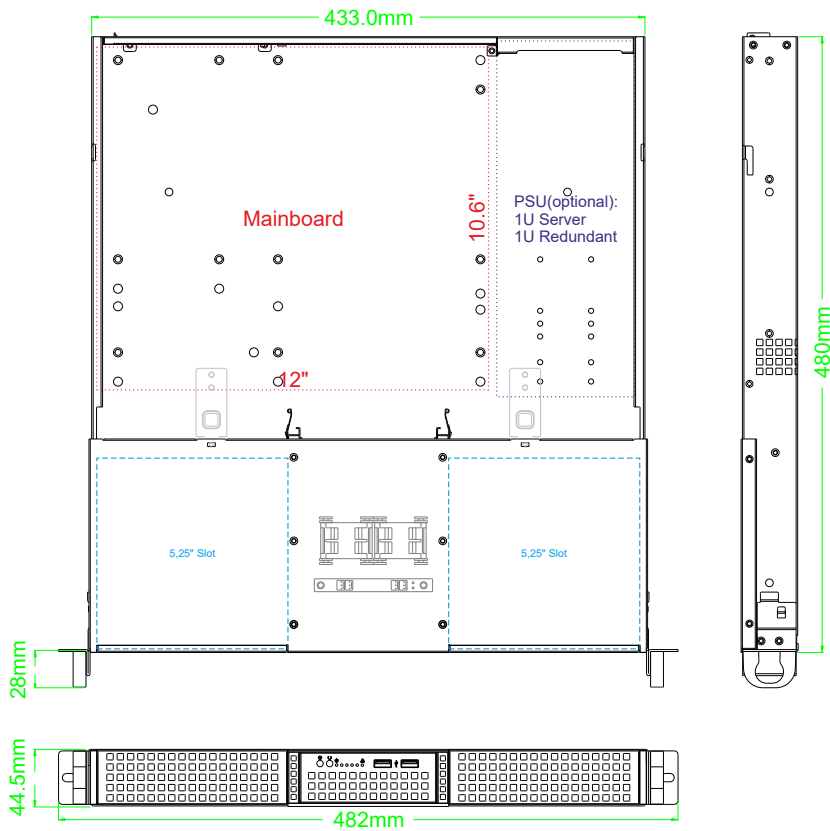 433.0mm
Mainboard
10.6"
PSU(optional):
1U Server
1U Redundant
480mm
12"
5,25" Slot
5,25" Slot
28mm
44.5mm
482mm